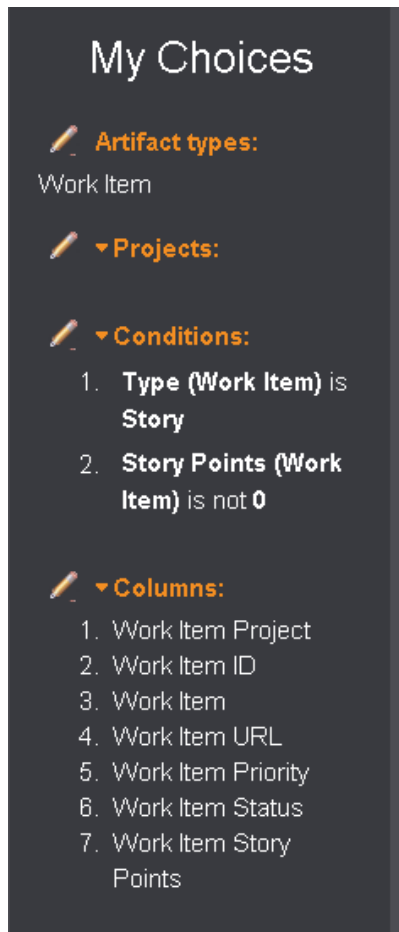 My Choices
Artifact types:
Work Item
Projects:
Conditions:
1. Type (Work Item) is
Story
2. Story Points (Work
Item) is not 0
Columns:
1. Work Item Project
2. Work Item ID
3. Work Item
4. Work Item URL
5. Work Item Priority
6. Work Item Status
7. Work Item Story
Points